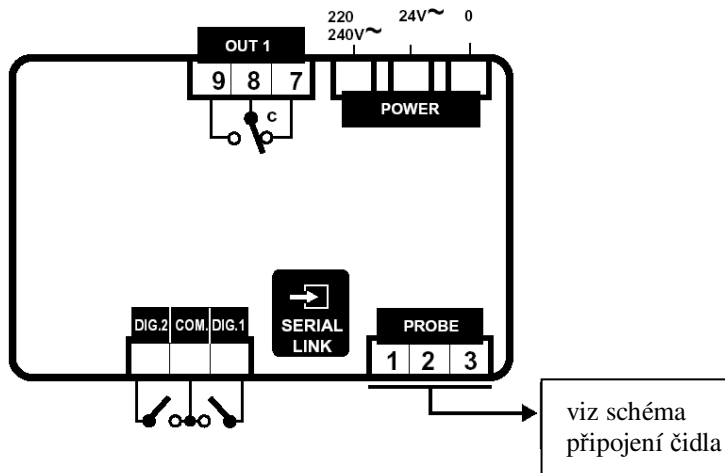 220 24V~ 0
240V~
OUT 1
9 8 7
POWER
C
DIG.2 COM. DIG.1
SERIAL
LINK
PROBE
1 2 3
viz schéma
připojení čidla